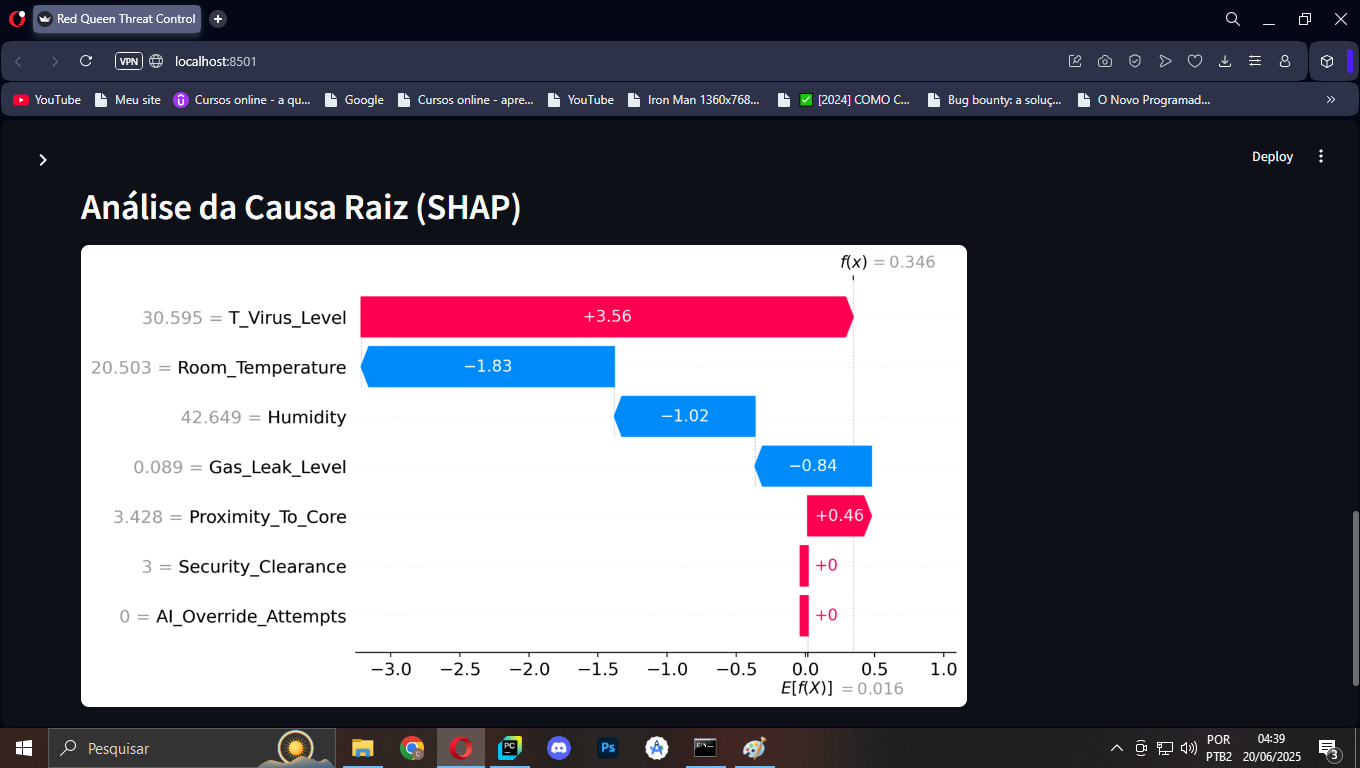 Red Queen Threat Control
VPN localhost:8501
YouTube Meu site Cursos online - a qu... Google Cursos online - apre... YouTube Iron Man 1360x768... [2024] COMO C... Bug bounty: a soluç... O Novo Programad... »
Deploy
Análise da Causa Raiz (SHAP)
f(x) = 0.346
30.595 = T_Virus_Level +3.56
20.503 = Room_Temperature −1.83
42.649 = Humidity −1.02
0.089 = Gas_Leak_Level −0.84
3.428 = Proximity_To_Core +0.46
3 = Security_Clearance +0
0 = AI_Override_Attempts +0
−3.0 −2.5 −2.0 −1.5 −1.0 −0.5 0.0 0.5 1.0
E[f(X)] = 0.016
Pesquisar PC Ps POR 04:39
PTB2 20/06/2025 3